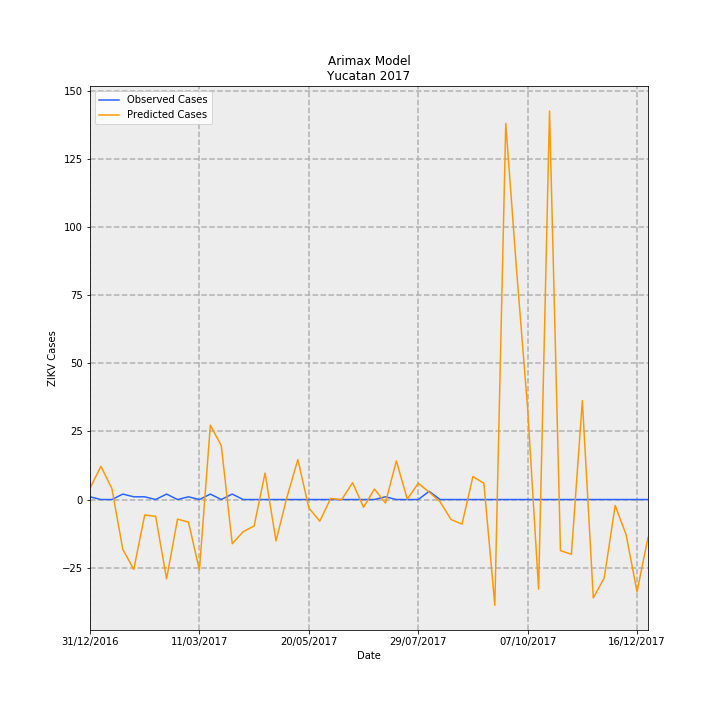 Arimax Model
Yucatan 2017
Observed Cases
Predicted Cases
150
125
100
75
50
25
0
−25
ZIKV Cases
31/12/2016 11/03/2017 20/05/2017 29/07/2017 07/10/2017 16/12/2017
Date